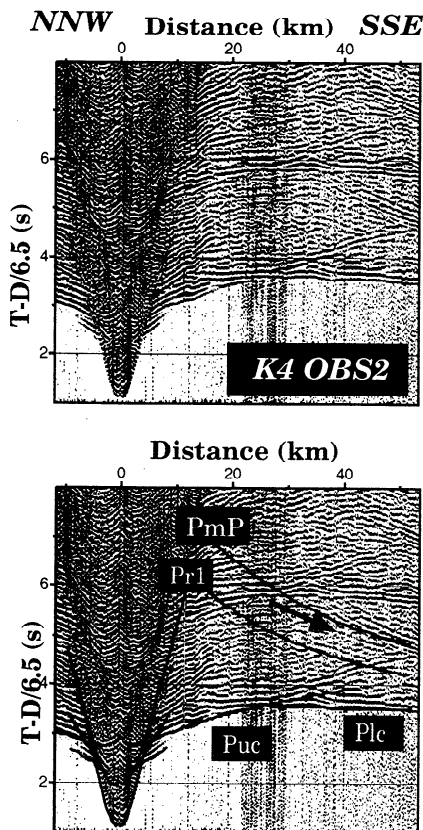 NNW Distance (km) SSE
0 20 40
6
4
2
T-D/6.5 (s)
K4 OBS2
Distance (km)
0 20 40
PmP
Pr1
6
4
2
T-D/6.5 (s)
Puc
Plc